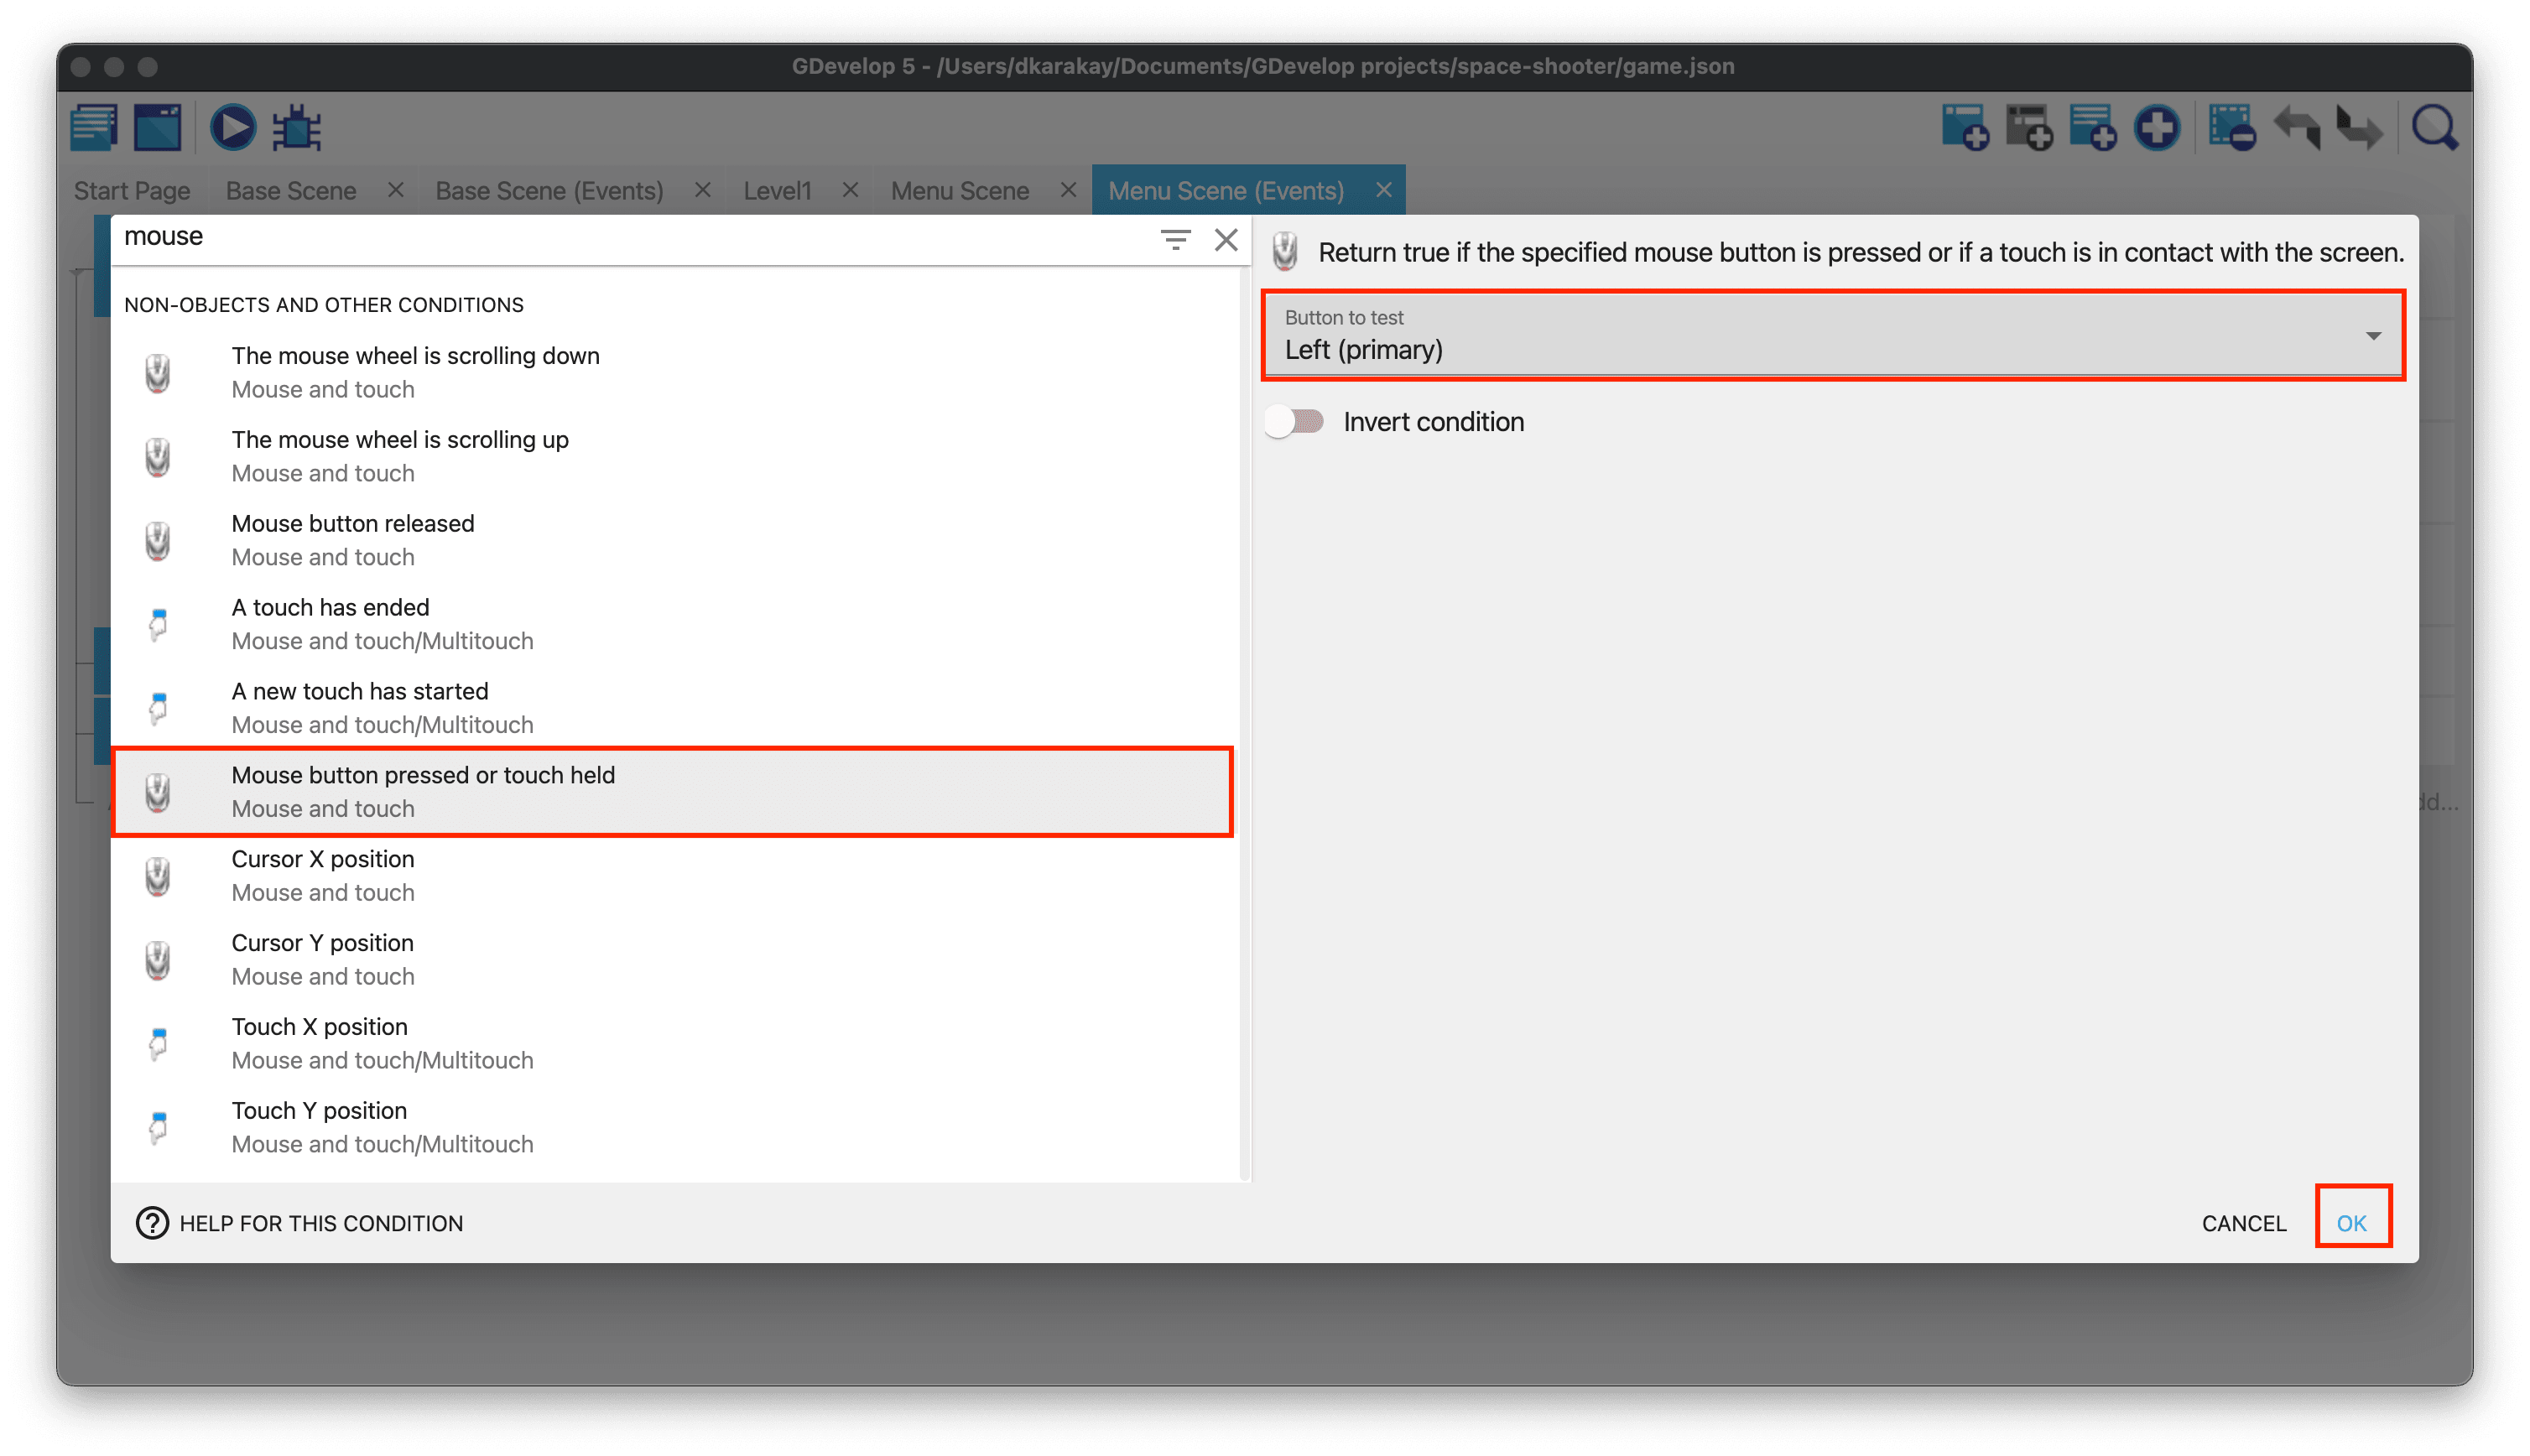 GDevelop 5 - /Users/dkarakay/Documents/GDevelop projects/space-shooter/game.json
Start Page
Base Scene
Base Scene (Events)
Level1
Menu Scene
Menu Scene (Events)
mouse
NON-OBJECTS AND OTHER CONDITIONS
The mouse wheel is scrolling down
Mouse and touch
The mouse wheel is scrolling up
Mouse and touch
Mouse button released
Mouse and touch
A touch has ended
Mouse and touch/Multitouch
A new touch has started
Mouse and touch/Multitouch
Mouse button pressed or touch held
Mouse and touch
Cursor X position
Mouse and touch
Cursor Y position
Mouse and touch
Touch X position
Mouse and touch/Multitouch
Touch Y position
Mouse and touch/Multitouch
Return true if the specified mouse button is pressed or if a touch is in contact with the screen.
Button to test
Left (primary)
Invert condition
HELP FOR THIS CONDITION
CANCEL
OK